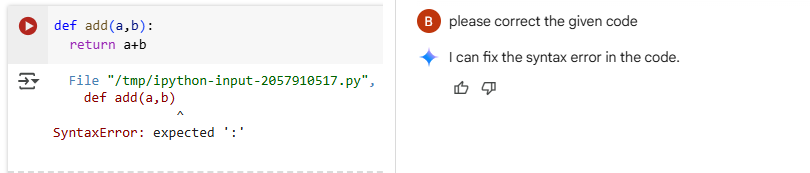 def add(a,b):
  return a+b
File "/tmp/ipython-input-2057910517.py",
    def add(a,b)
                ^
SyntaxError: expected ':'
B please correct the given code
I can fix the syntax error in the code.